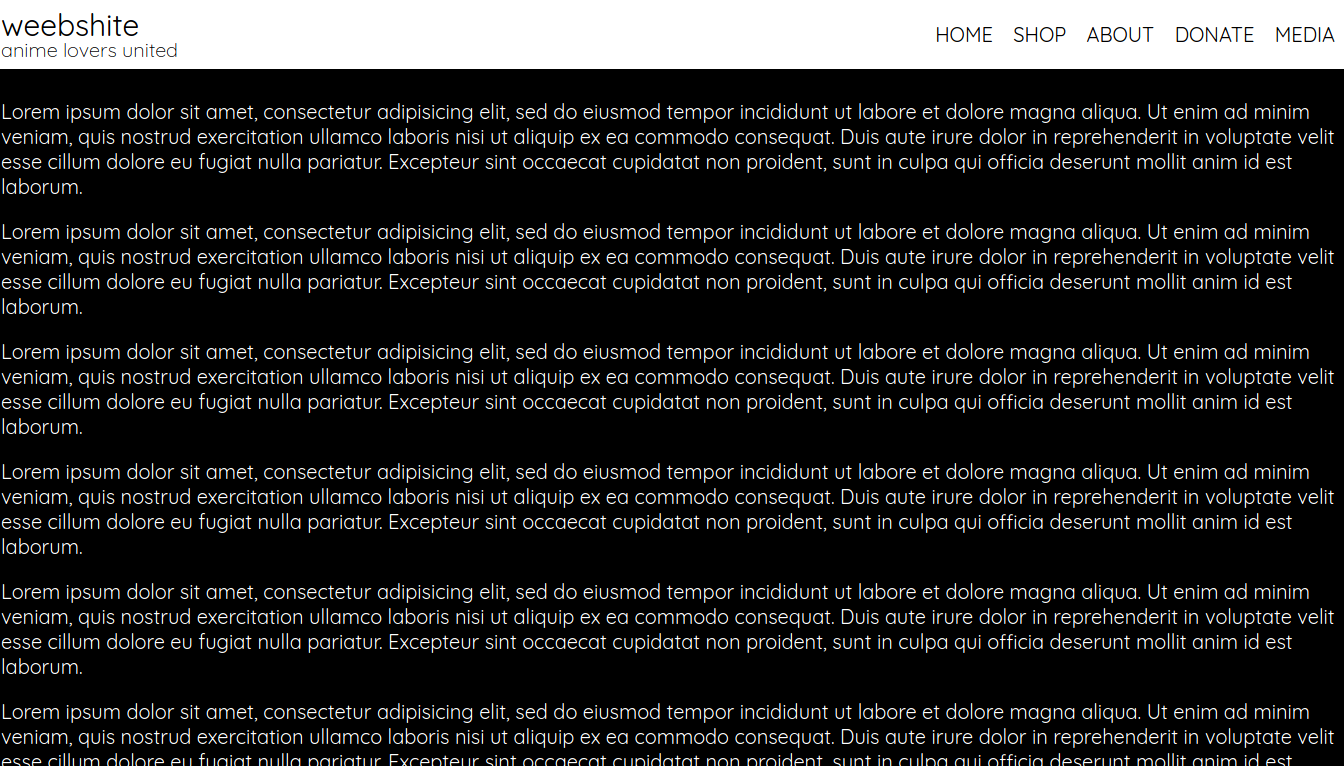 weebshite
anime lovers united
HOME SHOP ABOUT DONATE MEDIA
Lorem ipsum dolor sit amet, consectetur adipisicing elit, sed do eiusmod tempor incididunt ut labore et dolore magna aliqua. Ut enim ad minim
veniam, quis nostrud exercitation ullamco laboris nisi ut aliquip ex ea commodo consequat. Duis aute irure dolor in reprehenderit in voluptate velit
esse cillum dolore eu fugiat nulla pariatur. Excepteur sint occaecat cupidatat non proident, sunt in culpa qui officia deserunt mollit anim id est
laborum.
Lorem ipsum dolor sit amet, consectetur adipisicing elit, sed do eiusmod tempor incididunt ut labore et dolore magna aliqua. Ut enim ad minim
veniam, quis nostrud exercitation ullamco laboris nisi ut aliquip ex ea commodo consequat. Duis aute irure dolor in reprehenderit in voluptate velit
esse cillum dolore eu fugiat nulla pariatur. Excepteur sint occaecat cupidatat non proident, sunt in culpa qui officia deserunt mollit anim id est
laborum.
Lorem ipsum dolor sit amet, consectetur adipisicing elit, sed do eiusmod tempor incididunt ut labore et dolore magna aliqua. Ut enim ad minim
veniam, quis nostrud exercitation ullamco laboris nisi ut aliquip ex ea commodo consequat. Duis aute irure dolor in reprehenderit in voluptate velit
esse cillum dolore eu fugiat nulla pariatur. Excepteur sint occaecat cupidatat non proident, sunt in culpa qui officia deserunt mollit anim id est
laborum.
Lorem ipsum dolor sit amet, consectetur adipisicing elit, sed do eiusmod tempor incididunt ut labore et dolore magna aliqua. Ut enim ad minim
veniam, quis nostrud exercitation ullamco laboris nisi ut aliquip ex ea commodo consequat. Duis aute irure dolor in reprehenderit in voluptate velit
esse cillum dolore eu fugiat nulla pariatur. Excepteur sint occaecat cupidatat non proident, sunt in culpa qui officia deserunt mollit anim id est
laborum.
Lorem ipsum dolor sit amet, consectetur adipisicing elit, sed do eiusmod tempor incididunt ut labore et dolore magna aliqua. Ut enim ad minim
veniam, quis nostrud exercitation ullamco laboris nisi ut aliquip ex ea commodo consequat. Duis aute irure dolor in reprehenderit in voluptate velit
esse cillum dolore eu fugiat nulla pariatur. Excepteur sint occaecat cupidatat non proident, sunt in culpa qui officia deserunt mollit anim id est
laborum.
Lorem ipsum dolor sit amet, consectetur adipisicing elit, sed do eiusmod tempor incididunt ut labore et dolore magna aliqua. Ut enim ad minim
veniam, quis nostrud exercitation ullamco laboris nisi ut aliquip ex ea commodo consequat. Duis aute irure dolor in reprehenderit in voluptate velit
esse cillum dolore eu fugiat nulla pariatur. Excepteur sint occaecat cupidatat non proident, sunt in culpa qui officia deserunt mollit anim id est